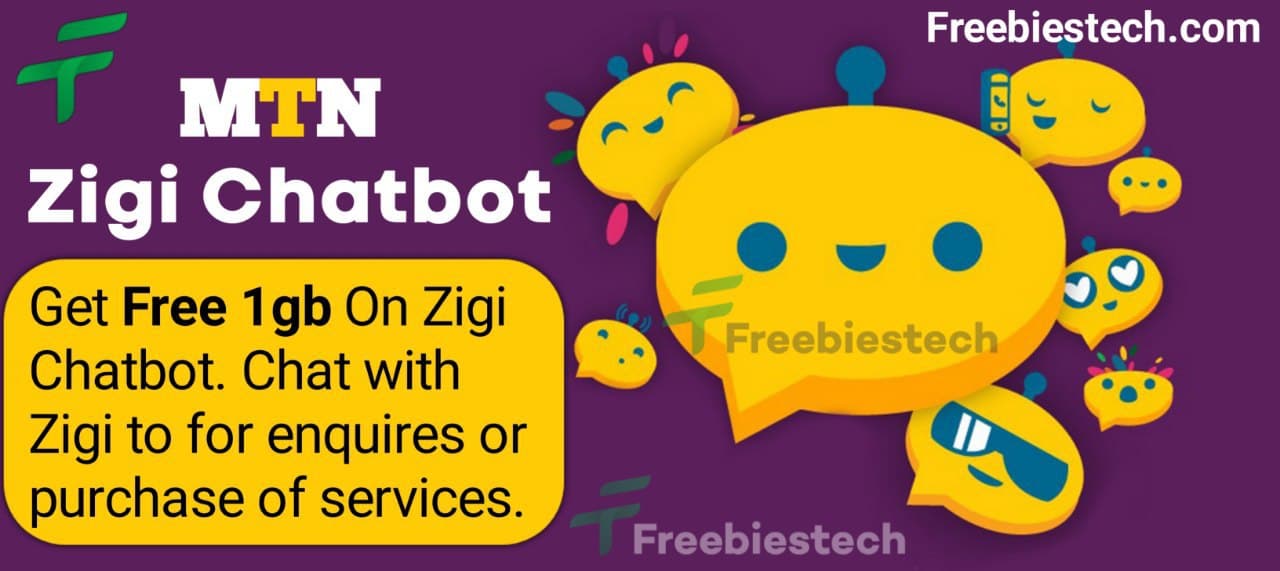 Freebiestech.com
MTN
Zigi Chatbot
Get Free 1gb On Zigi
Chatbot. Chat with
Zigi to for enquires or
purchase of services.
Freebiestech
Freebiestech